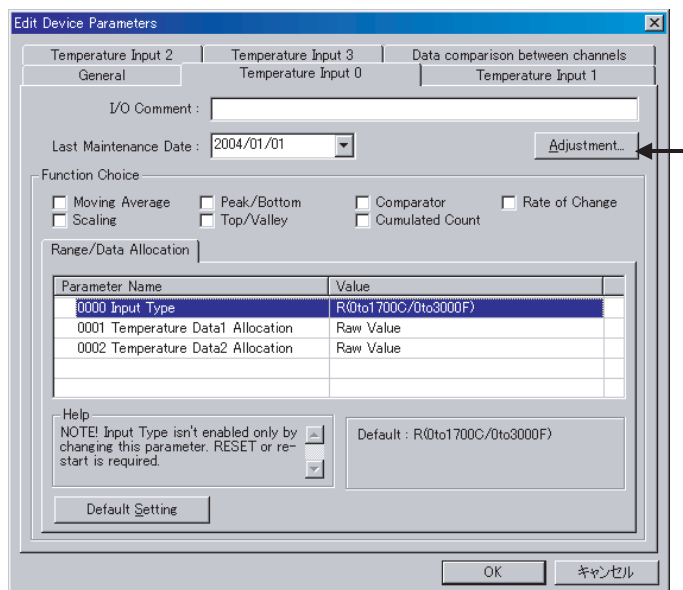 Edit Device Parameters
Temperature Input 2 Temperature Input 3 Data comparison between channels
General Temperature Input 0 Temperature Input 1
I/O Comment :
Last Maintenance Date : 2004/01/01 Adjustment...
Function Choice
Moving Average Peak/Bottom Comparator Rate of Change
Scaling Top/Valley Cumulated Count
Range/Data Allocation
Parameter Name Value
0000 Input Type R(0to1700C/0to3000F)
0001 Temperature Data1 Allocation Raw Value
0002 Temperature Data2 Allocation Raw Value
Help
NOTE! Input Type isn't enabled only by
changing this parameter. RESET or re-
start is required.
Default : R(0to1700C/0to3000F)
Default Setting
OK キャンセル